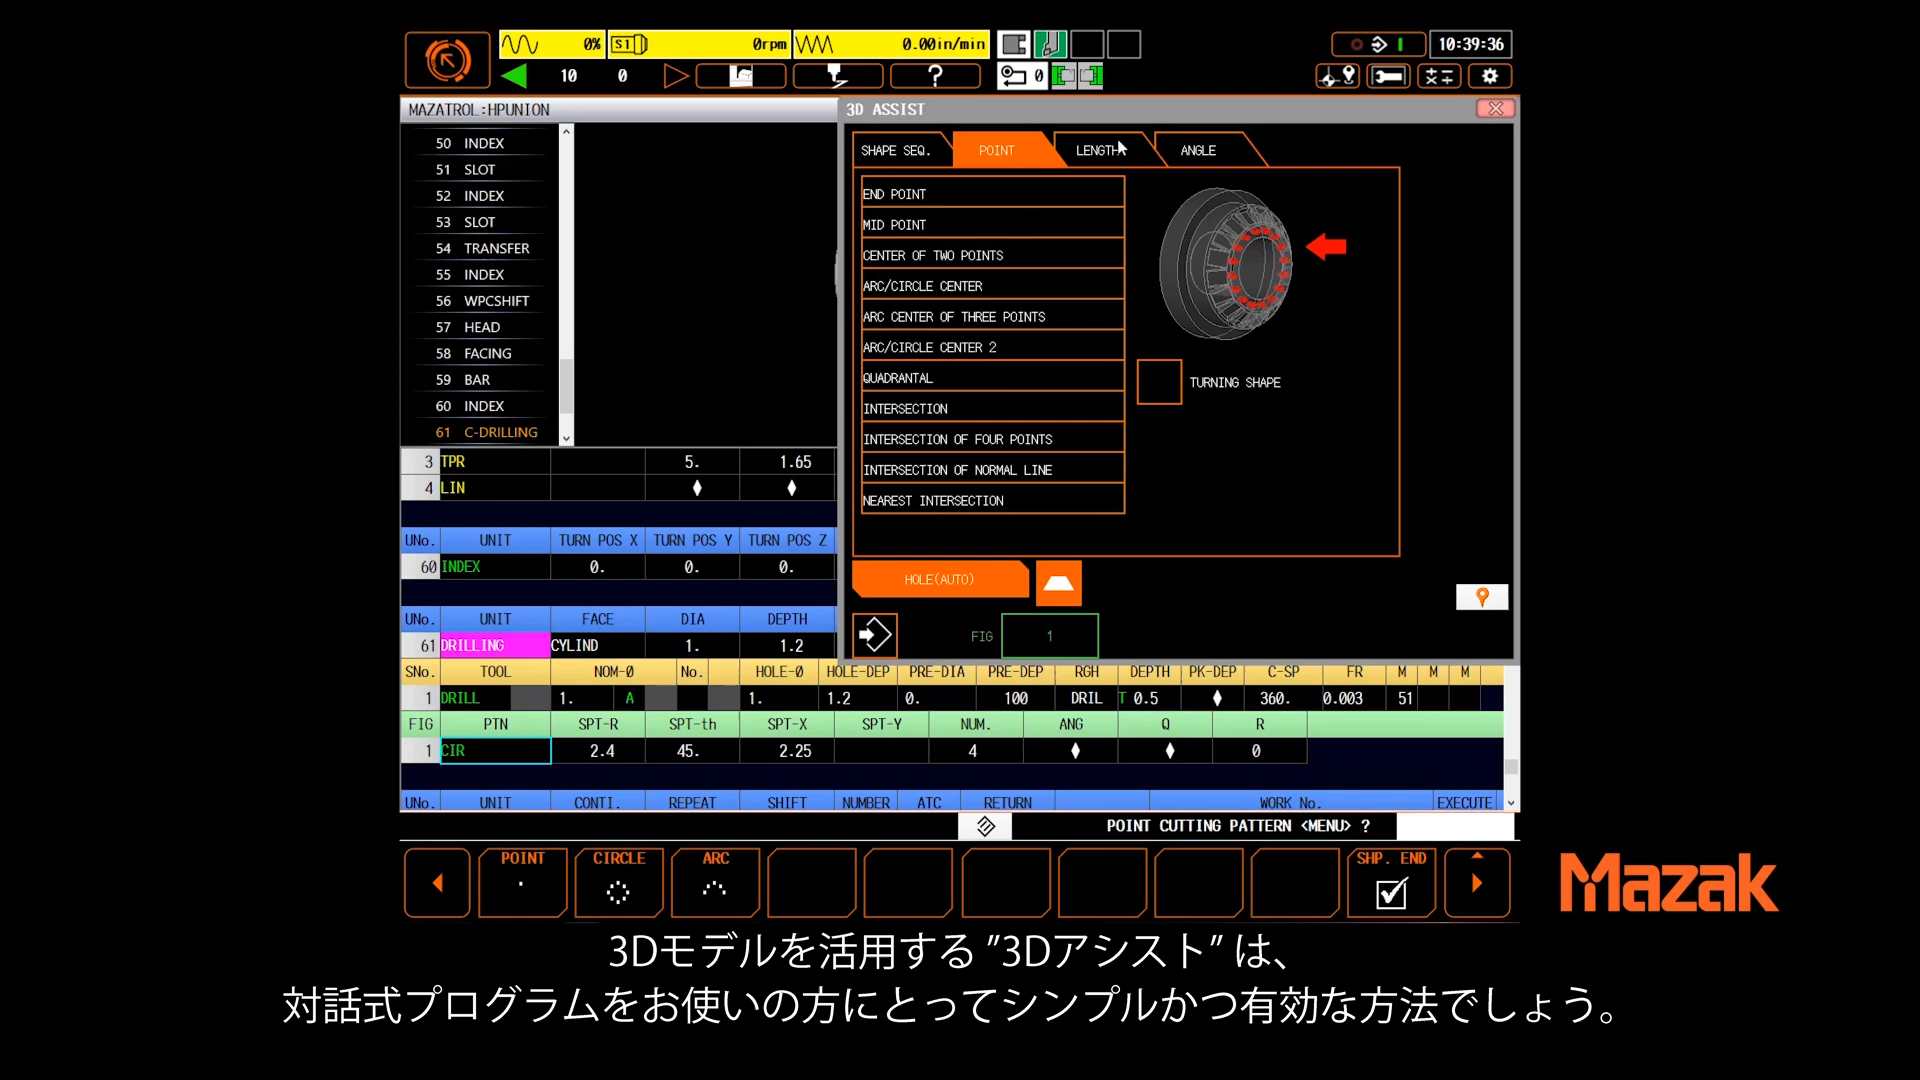 0% S1 0rpm 0.00in/min 10:39:36
10 0 ? 0
MAZATROL:HPUNION
3D ASSIST
50 INDEX
51 SLOT
52 INDEX
53 SLOT
54 TRANSFER
55 INDEX
56 WPCSHIFT
57 HEAD
58 FACING
59 BAR
60 INDEX
61 C-DRILLING
SHAPE SEQ. POINT LENGTH ANGLE
END POINT
MID POINT
CENTER OF TWO POINTS
ARC/CIRCLE CENTER
ARC CENTER OF THREE POINTS
ARC/CIRCLE CENTER 2
QUADRANTAL
INTERSECTION
INTERSECTION OF FOUR POINTS
INTERSECTION OF NORMAL LINE
NEAREST INTERSECTION
TURNING SHAPE
HOLE(AUTO)
FIG 1
3 TPR 5. 1.65
4 LIN ♦ ♦
UNo. UNIT TURN POS X TURN POS Y TURN POS Z
60 INDEX 0. 0. 0.
UNo. UNIT FACE DIA DEPTH
61 DRILLING CYLIND 1. 1.2
SNo. TOOL NOM-Ø No. HOLE-Ø HOLE-DEP PRE-DIA PRE-DEP RGH DEPTH PK-DEP C-SP FR M M M
1 DRILL 1. A 1. 1.2 0. 100 DRIL T 0.5 ♦ 360. 0.003 51
FIG PTN SPT-R SPT-th SPT-X SPT-Y NUM. ANG Q R
1 CIR 2.4 45. 2.25 4 ♦ ♦ 0
UNo. UNIT CONTI. REPEAT SHIFT NUMBER ATC RETURN WORK No. EXECUTE
POINT CUTTING PATTERN <MENU> ?
POINT CIRCLE ARC SHP. END
Mazak
3Dモデルを活用する "3Dアシスト" は、
対話式プログラムをお使いの方にとってシンプルかつ有効な方法でしょう。